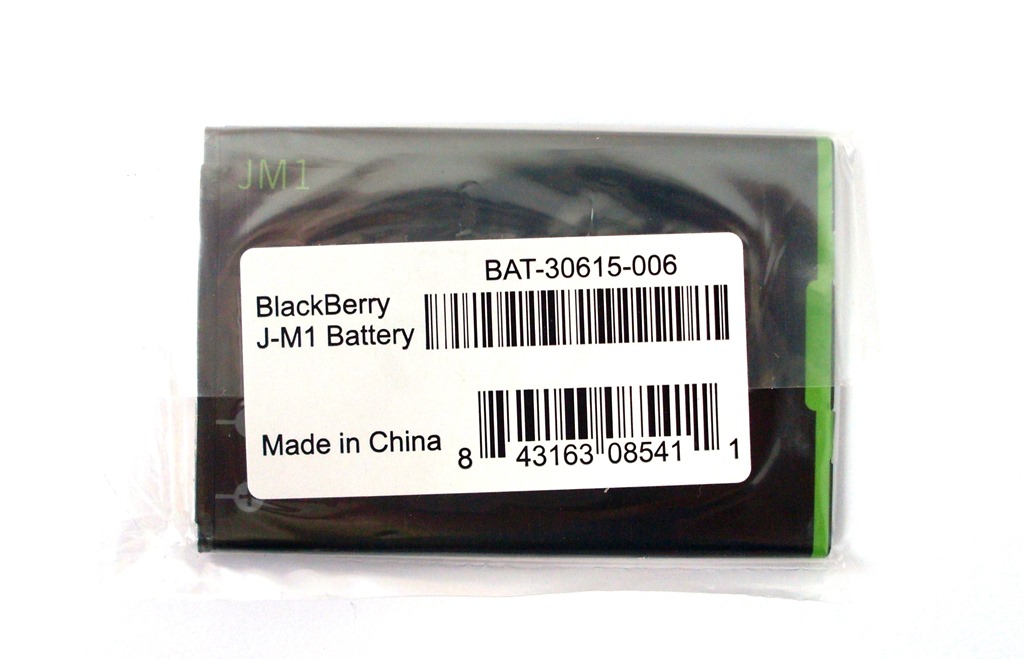 JM1
BAT-30615-006
BlackBerry
J-M1 Battery
Made in China
8 43163 08541 1